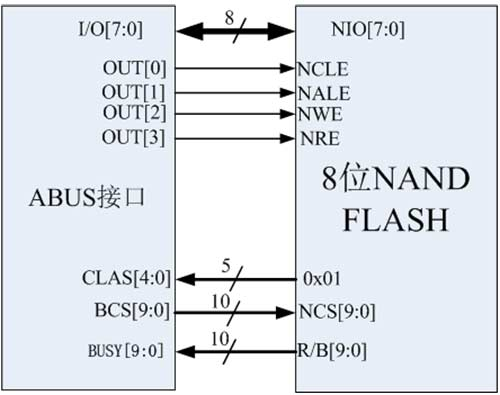 I/O[7:0] 8 NIO[7:0]
OUT[0] NCLE
OUT[1] NALE
OUT[2] NWE
OUT[3] NRE
ABUS接口
8位NAND
FLASH
CLAS[4:0] 5 0x01
BCS[9:0] 10 NCS[9:0]
BUSY[9:0] 10 R/B[9:0]